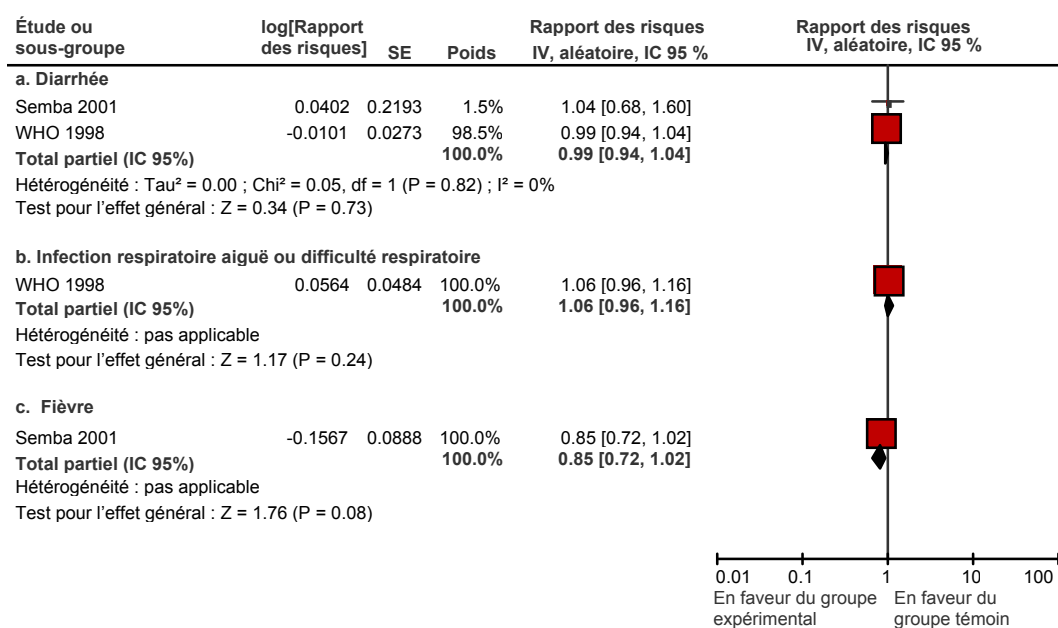 Étude ou sous-groupe log[Rapport des risques] SE Poids Rapport des risques IV, aléatoire, IC 95 % Rapport des risques IV, aléatoire, IC 95 %
a. Diarrhée
Semba 2001 0.0402 0.2193 1.5% 1.04 [0.68, 1.60]
WHO 1998 -0.0101 0.0273 98.5% 0.99 [0.94, 1.04]
Total partiel (IC 95%) 100.0% 0.99 [0.94, 1.04]
Hétérogénéité : Tau² = 0.00 ; Chi² = 0.05, df = 1 (P = 0.82) ; I² = 0%
Test pour l’effet général : Z = 0.34 (P = 0.73)
b. Infection respiratoire aiguë ou difficulté respiratoire
WHO 1998 0.0564 0.0484 100.0% 1.06 [0.96, 1.16]
Total partiel (IC 95%) 100.0% 1.06 [0.96, 1.16]
Hétérogénéité : pas applicable
Test pour l’effet général : Z = 1.17 (P = 0.24)
c. Fièvre
Semba 2001 -0.1567 0.0888 100.0% 0.85 [0.72, 1.02]
Total partiel (IC 95%) 100.0% 0.85 [0.72, 1.02]
Hétérogénéité : pas applicable
Test pour l’effet général : Z = 1.76 (P = 0.08)
0.01 0.1 1 10 100
En faveur du groupe expérimental
En faveur du groupe témoin